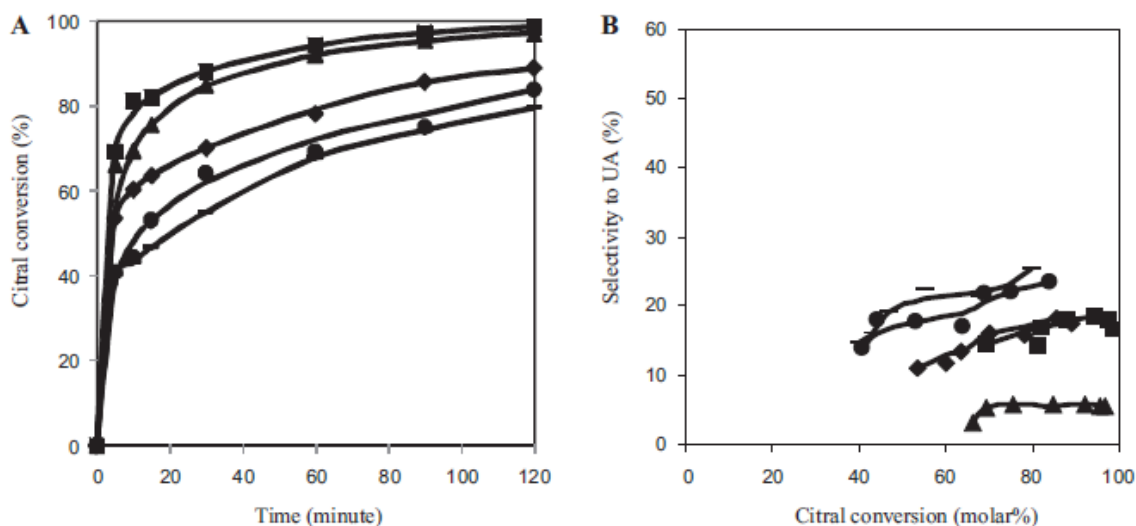 A
Citral conversion (%)
100
80
60
40
20
0
0 20 40 60 80 100 120
Time (minute)
B
Selectivity to UA (%)
60
50
40
30
20
10
0
0 20 40 60 80 100
Citral conversion (molar%)